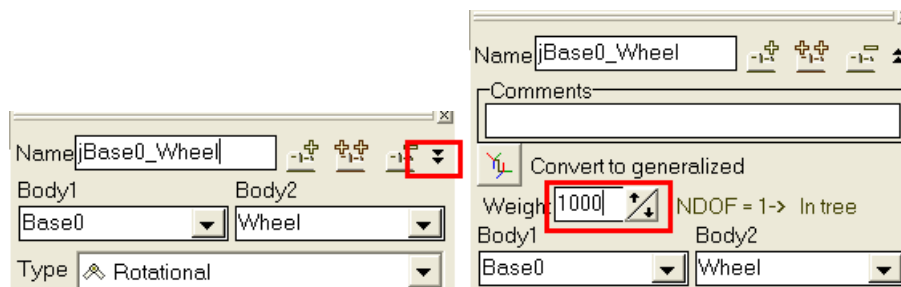 Name jBase0_Wheel
Body1 Body2
Base0 Wheel
Type Rotational
Name jBase0_Wheel
Comments
Convert to generalized
Weigh 1000 NDOF = 1-> In tree
Body1 Body2
Base0 Wheel